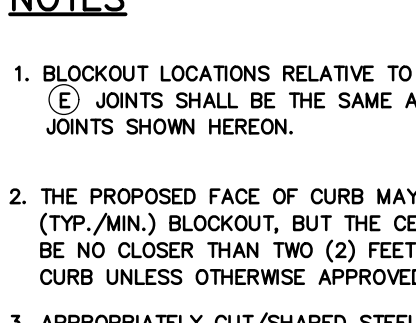 NOTES
1. BLOCKOUT LOCATIONS RELATIVE TO
E JOINTS SHALL BE THE SAME A
JOINTS SHOWN HEREON.
2. THE PROPOSED FACE OF CURB MAY
(TYP./MIN.) BLOCKOUT, BUT THE CE
BE NO CLOSER THAN TWO (2) FEET
CURB UNLESS OTHERWISE APPROVED
3. APPROPRIATELY CUT/SHAPED STEEL